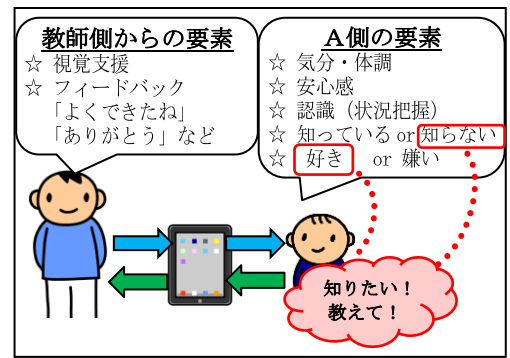 教師側からの要素
☆ 視覚支援
☆ フィードバック
「よくできたね」
「ありがとう」など
Ａ側の要素
☆ 気分・体調
☆ 安心感
☆ 認識（状況把握）
☆ 知っている or 知らない
☆ 好き or 嫌い
知りたい！
教えて！